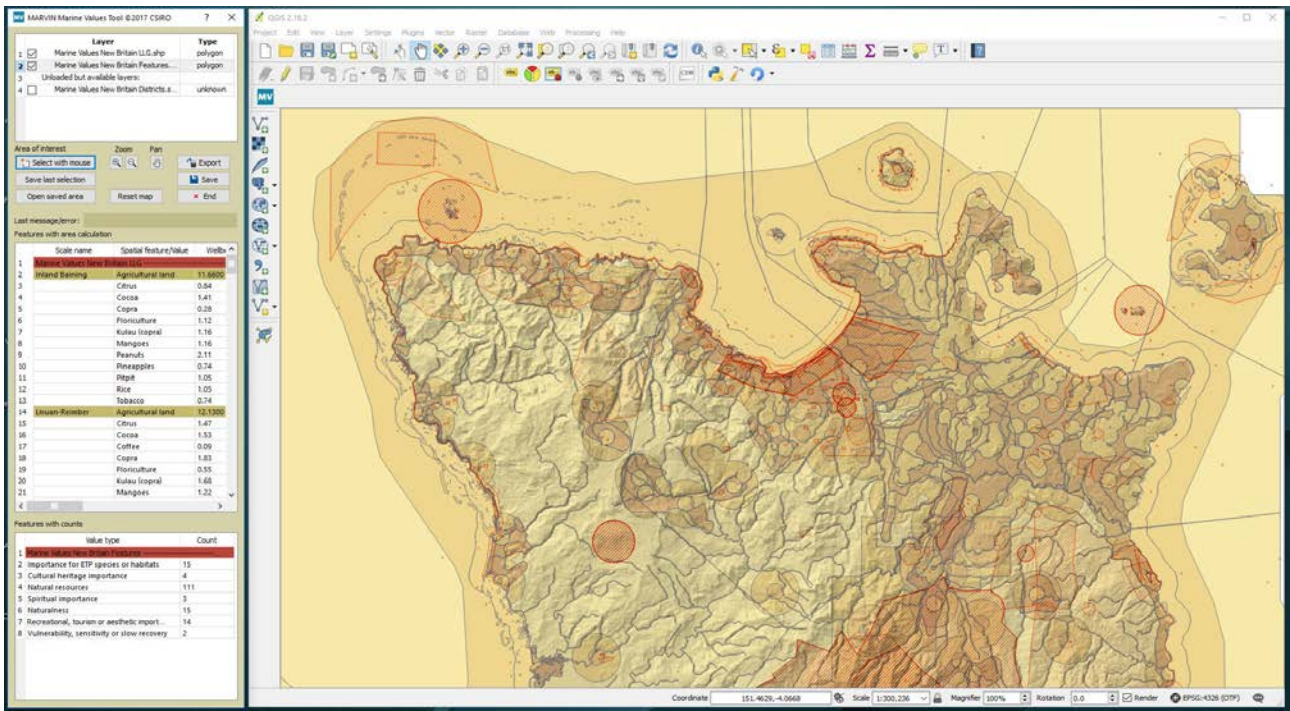 MV MARVIN Marine Values Tool ©2017 CSIRO ? X
Layer Type
1 Marine Values New Britain LLG.shp polygon
2 Marine Values New Britain Features... polygon
3 Unloaded but available layers:
4 Marine Values New Britain Districts.s... unknown
Area of interest Zoom Pan
Select with mouse Export
Save last selection Save
Open saved area Reset map End
Last message/error:
Features with area calculation
Scale name Spatial feature/Value Wellbe
1 Marine Values New Britain LLG
2 Inland Baining Agricultural land 11.6600
3 Citrus 0.84
4 Cocoa 1.41
5 Copra 0.28
6 Floriculture 1.12
7 Kulau (copra) 1.16
8 Mangoes 1.16
9 Peanuts 2.11
10 Pineapples 0.74
11 Pitpit 1.05
12 Rice 1.05
13 Tobacco 0.74
14 Linuan-Reimber Agricultural land 12.1300
15 Citrus 1.47
16 Cocoa 1.53
17 Coffee 0.09
18 Copra 1.83
19 Floriculture 0.55
20 Kulau (copra) 1.68
21 Mangoes 1.22
Features with counts
Value type Count
1 Marine Values New Britain Features
2 Importance for ETP species or habitats 15
3 Cultural heritage importance 4
4 Natural resources 111
5 Spiritual importance 3
6 Naturalness 15
7 Recreational, tourism or aesthetic import... 14
8 Vulnerability, sensitivity or slow recovery 2
QGIS 2.18.2
Project Edit View Layer Settings Plugins Vector Raster Database Web Processing Help
abc
CSW
MV
Coordinate 151.4629,-4.0668 Scale 1:300,236 Magnifier 100% Rotation 0.0 Render EPSG:4326 (OTF)